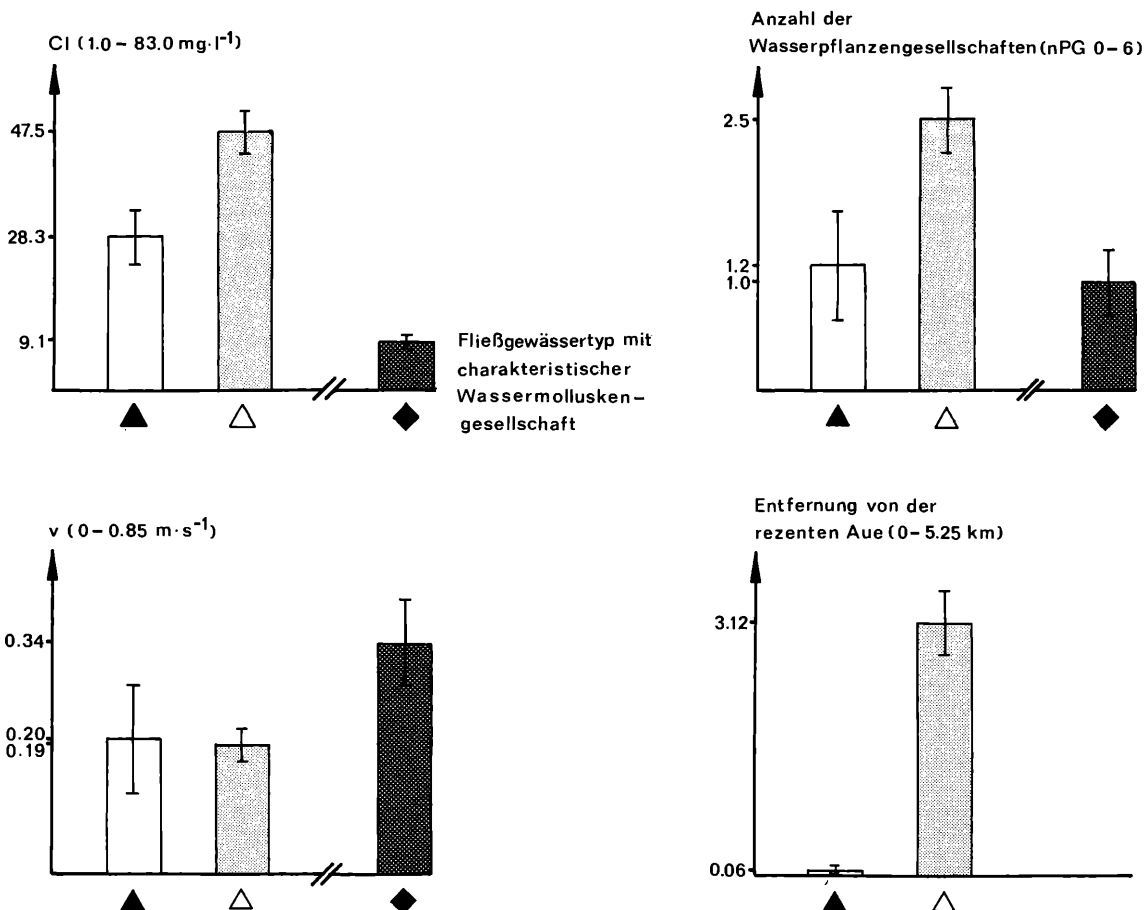 Cl (1.0 – 83.0 mg·l⁻¹)
47.5
28.3
9.1
Fließgewässertyp mit
charakteristischer
Wassermollusken–
gesellschaft
Anzahl der
Wasserpflanzengesellschaften (nPG 0–6)
2.5
1.2
1.0
v (0 – 0.85 m·s⁻¹)
0.34
0.20
0.19
Entfernung von der
rezenten Aue (0– 5.25 km)
3.12
0.06